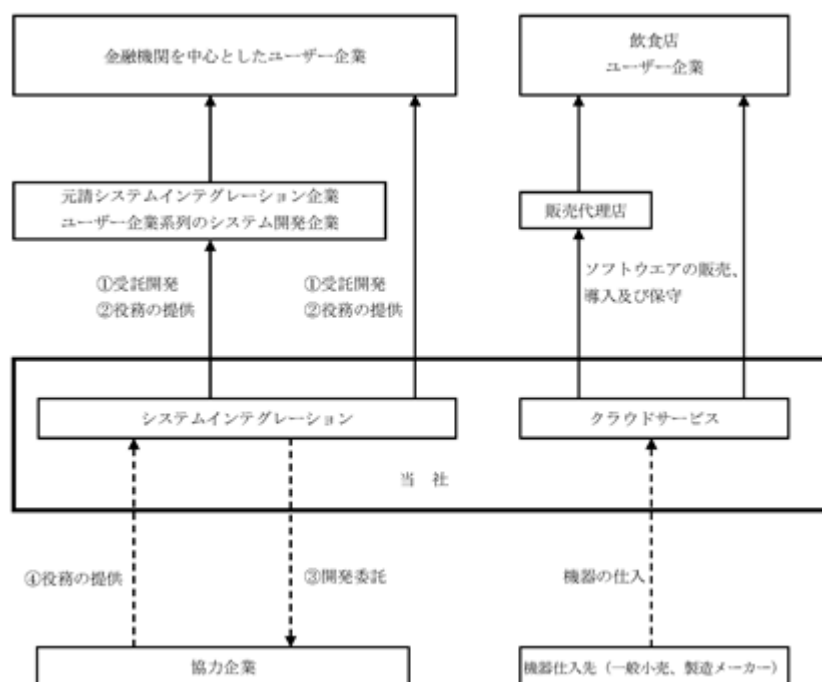 金融機関を中心としたユーザー企業
飲食店
ユーザー企業
元請システムインテグレーション企業
ユーザー企業系列のシステム開発企業
販売代理店
①受託開発
②役務の提供
①受託開発
②役務の提供
ソフトウエアの販売、
導入及び保守
システムインテグレーション
クラウドサービス
当 社
④役務の提供
③開発委託
機器の仕入
協力企業
機器仕入先（一般小売、製造メーカー）